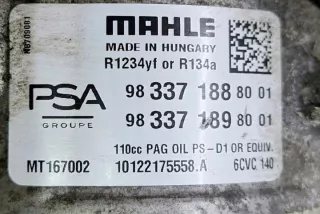 MAHLE
MADE IN HUNGARY
R1234yf or R134a
PSA
GROUPE
98 337 188 80 01
98 337 189 80 01
110cc PAG OIL PS-D1 OR EQUIV.
MT167002 10122175558.A 6CVC 140